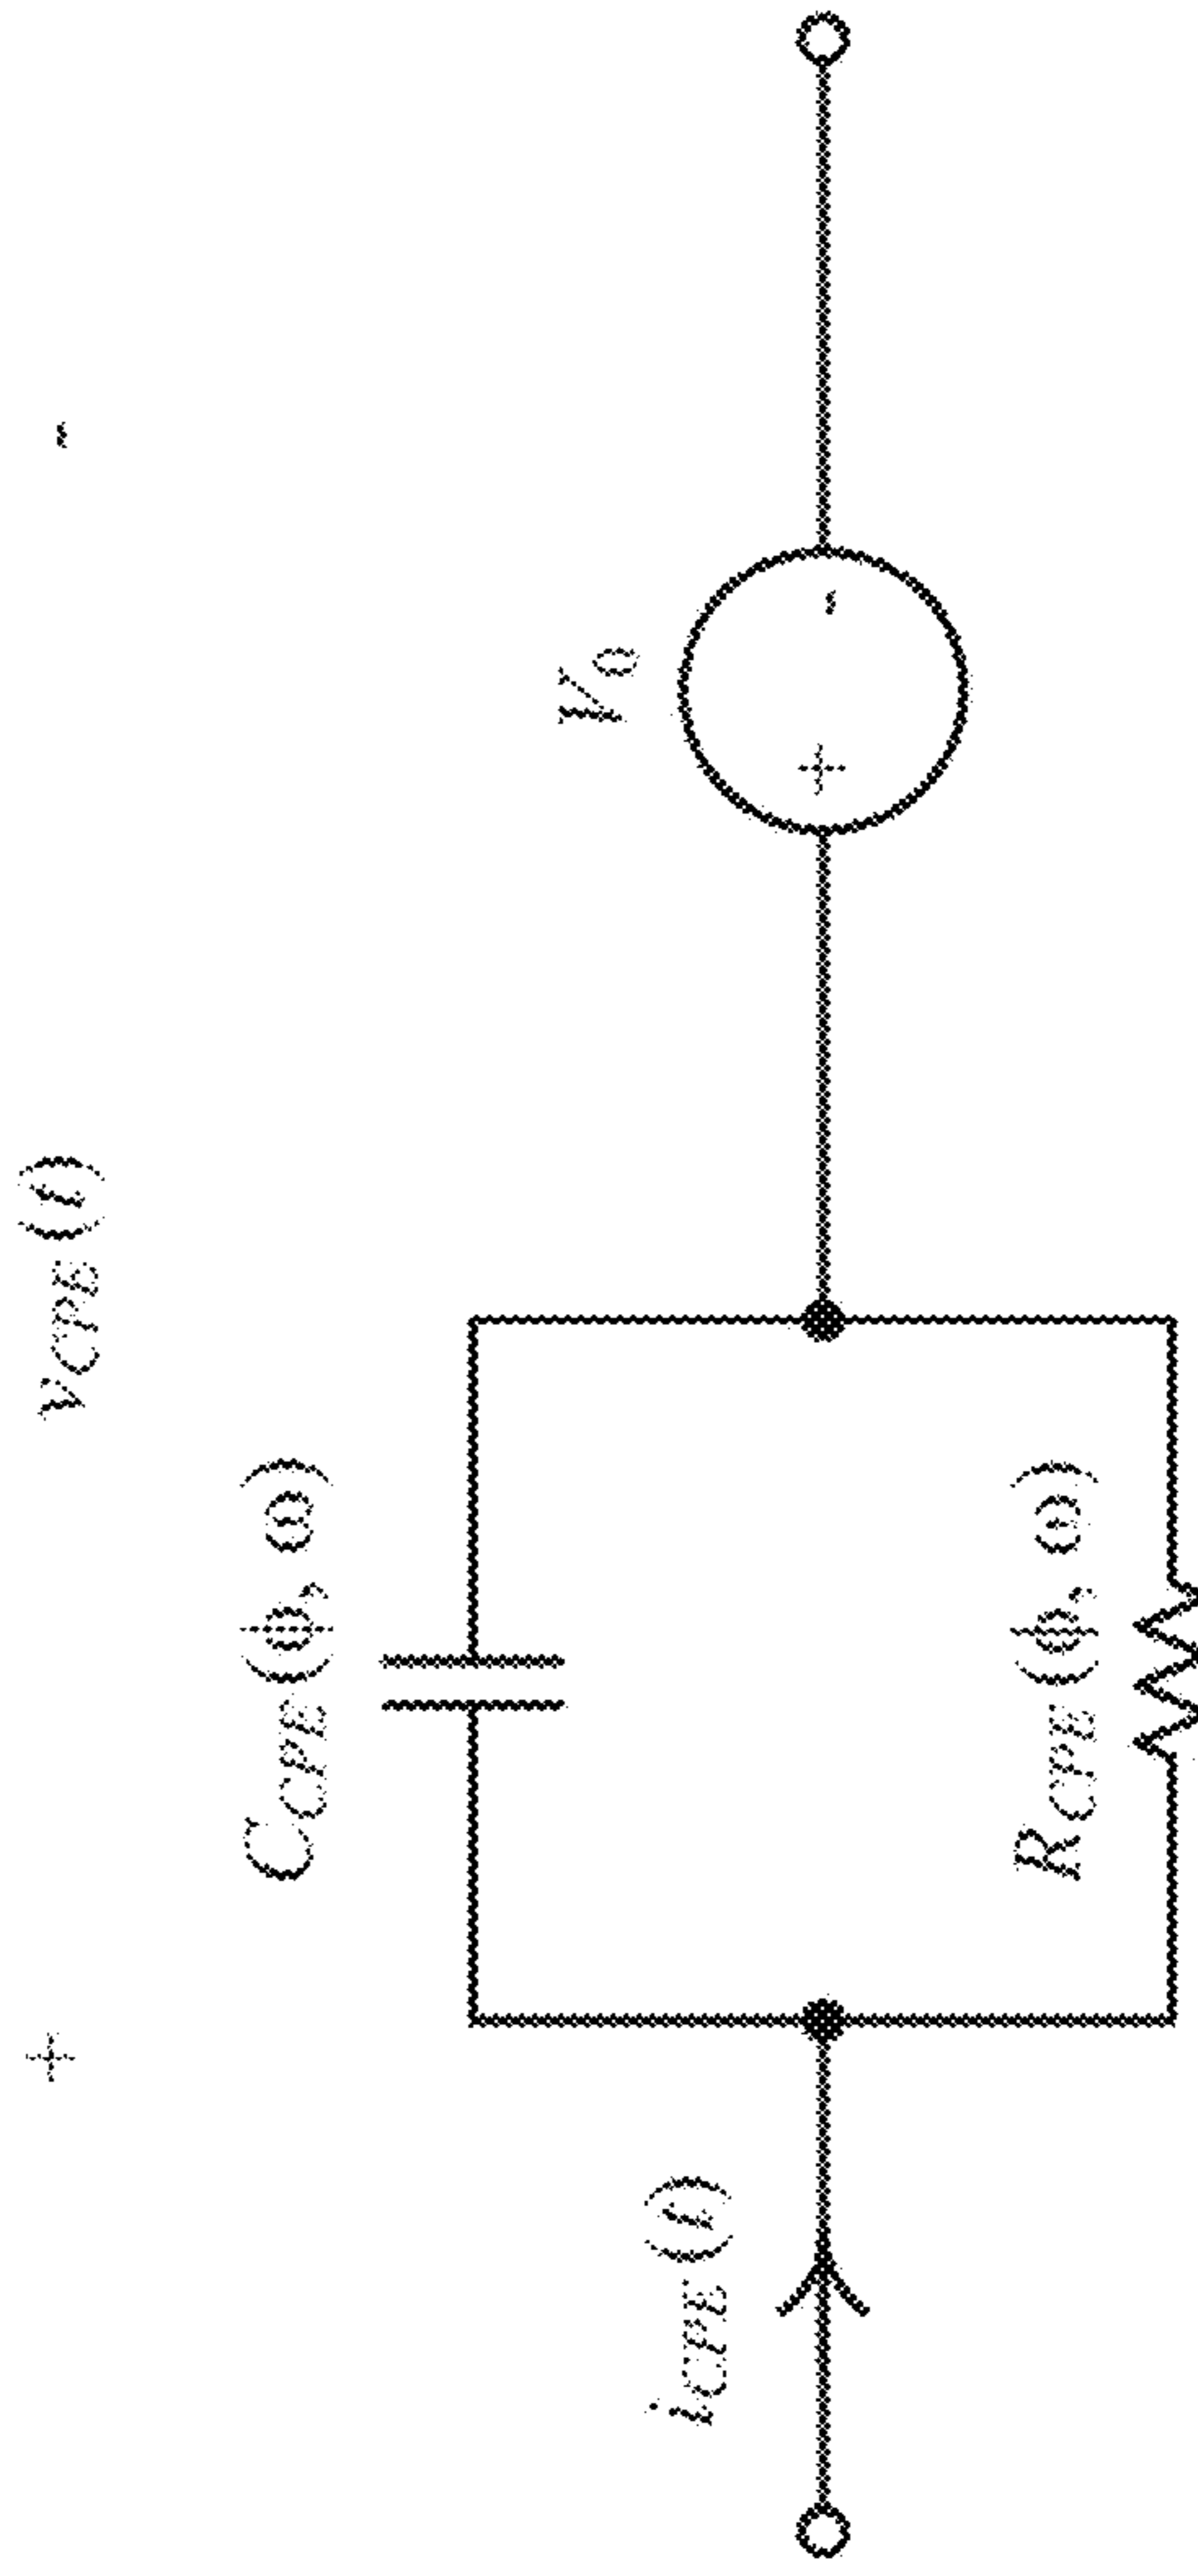 + v_CPE(t) -
C_CPE(ϕ, ω)
V_0
+ -
i_CPE(t)
R_CPE(ϕ, ω)